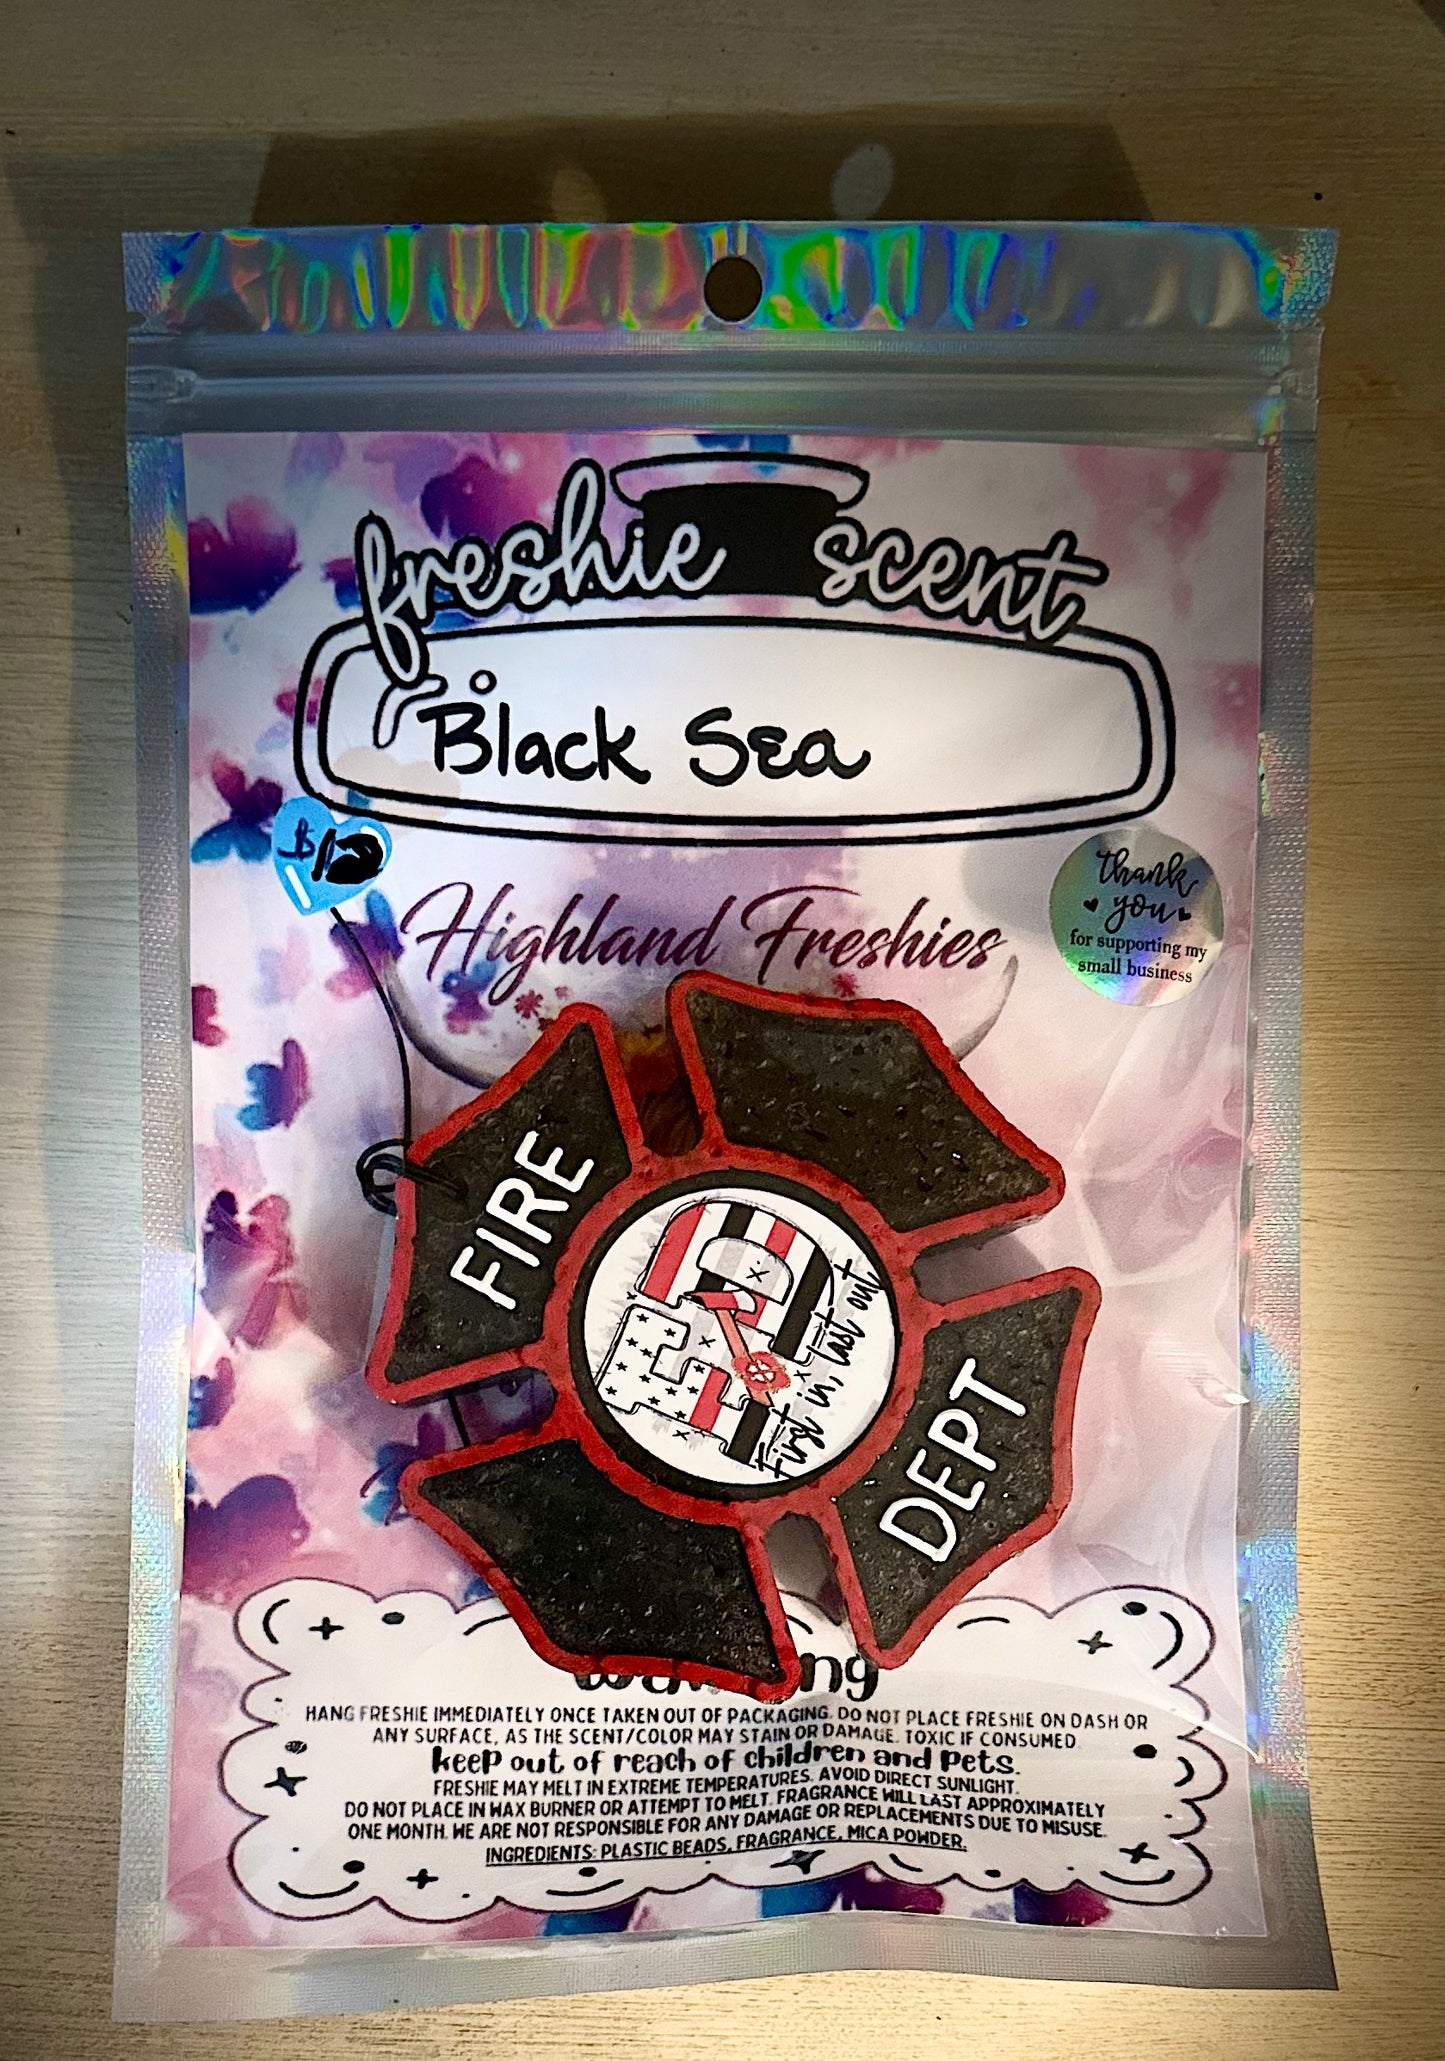 freshie scent
Black Sea
Highland Freshies
thank
you
for supporting my
small business
FIRE
DEPT
First in, last out
HANG FRESHIE IMMEDIATELY ONCE TAKEN OUT OF PACKAGING. DO NOT PLACE FRESHIE ON DASH OR
ANY SURFACE, AS THE SCENT/COLOR MAY STAIN OR DAMAGE. TOXIC IF CONSUMED.
keep out of reach of children and pets.
FRESHIE MAY MELT IN EXTREME TEMPERATURES. AVOID DIRECT SUNLIGHT.
DO NOT PLACE IN WAX BURNER OR ATTEMPT TO MELT. FRAGRANCE WILL LAST APPROXIMATELY
ONE MONTH. WE ARE NOT RESPONSIBLE FOR ANY DAMAGE OR REPLACEMENTS DUE TO MISUSE.
INGREDIENTS: PLASTIC BEADS, FRAGRANCE, MICA POWDER.